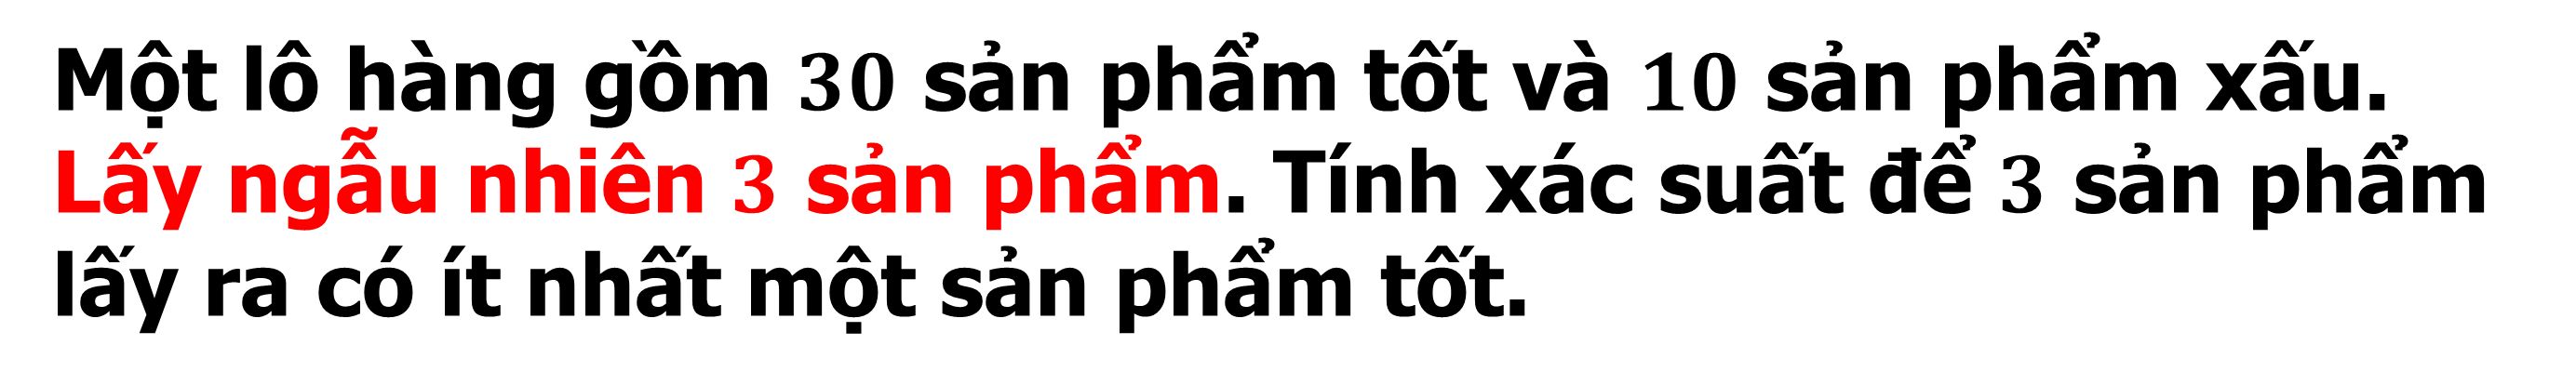 Một lô hàng gồm 30 sản phẩm tốt và 10 sản phẩm xấu.
Lấy ngẫu nhiên 3 sản phẩm. Tính xác suất để 3 sản phẩm
lấy ra có ít nhất một sản phẩm tốt.